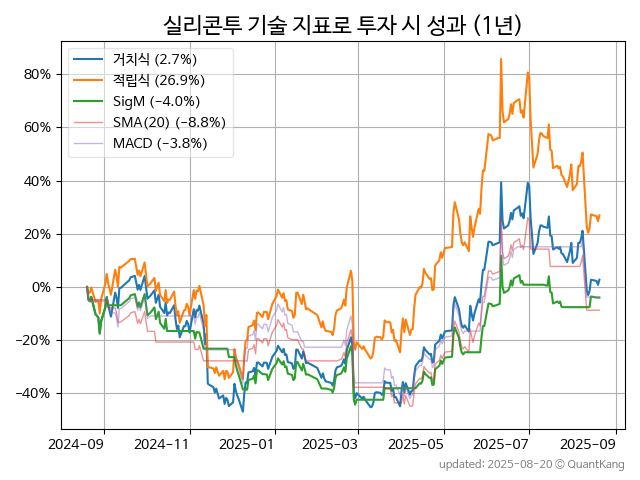 실리콘투 기술 지표로 투자 시 성과 (1년)
거치식 (2.7%)
적립식 (26.9%)
SigM (−4.0%)
SMA(20) (−8.8%)
MACD (−3.8%)
80%
60%
40%
20%
0%
−20%
−40%
2024-09 2024-11 2025-01 2025-03 2025-05 2025-07 2025-09
updated: 2025-08-20 © QuantKang